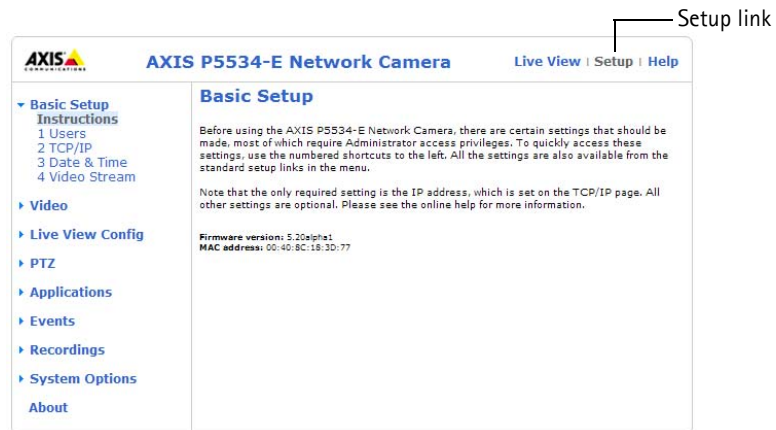 Setup link
AXIS
COMMUNICATIONS
AXIS P5534-E Network Camera
Live View | Setup | Help
Basic Setup
Instructions
1 Users
2 TCP/IP
3 Date & Time
4 Video Stream
Video
Live View Config
PTZ
Applications
Events
Recordings
System Options
About
Basic Setup
Before using the AXIS P5534-E Network Camera, there are certain settings that should be
made, most of which require Administrator access privileges. To quickly access these
settings, use the numbered shortcuts to the left. All the settings are also available from the
standard setup links in the menu.
Note that the only required setting is the IP address, which is set on the TCP/IP page. All
other settings are optional. Please see the online help for more information.
Firmware version: 5.20alpha1
MAC address: 00:40:8C:18:3D:77